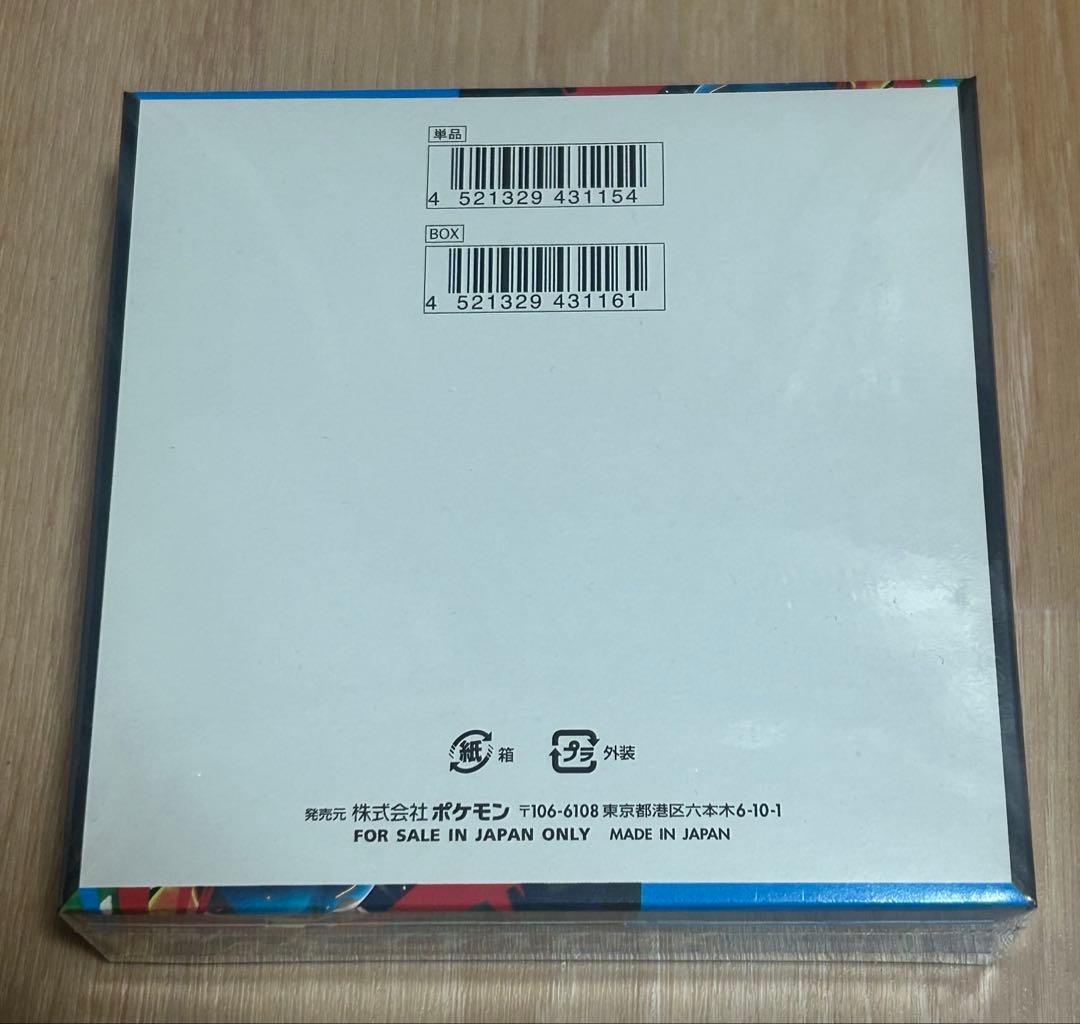 単品
4 521329 431154
BOX
4 521329 431161
紙 箱 プラ 外装
発売元 株式会社ポケモン 〒106-6108 東京都港区六本木6-10-1
FOR SALE IN JAPAN ONLY MADE IN JAPAN